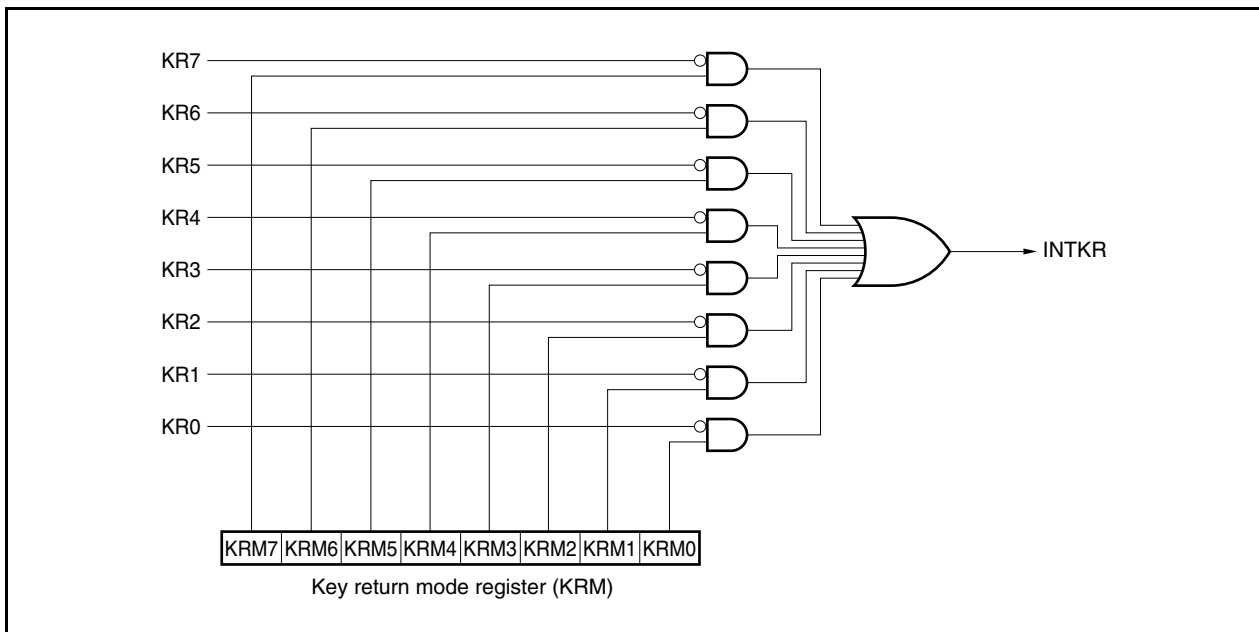 KR7
KR6
KR5
KR4
KR3
KR2
KR1
KR0
INTKR
KRM7 KRM6 KRM5 KRM4 KRM3 KRM2 KRM1 KRM0
Key return mode register (KRM)